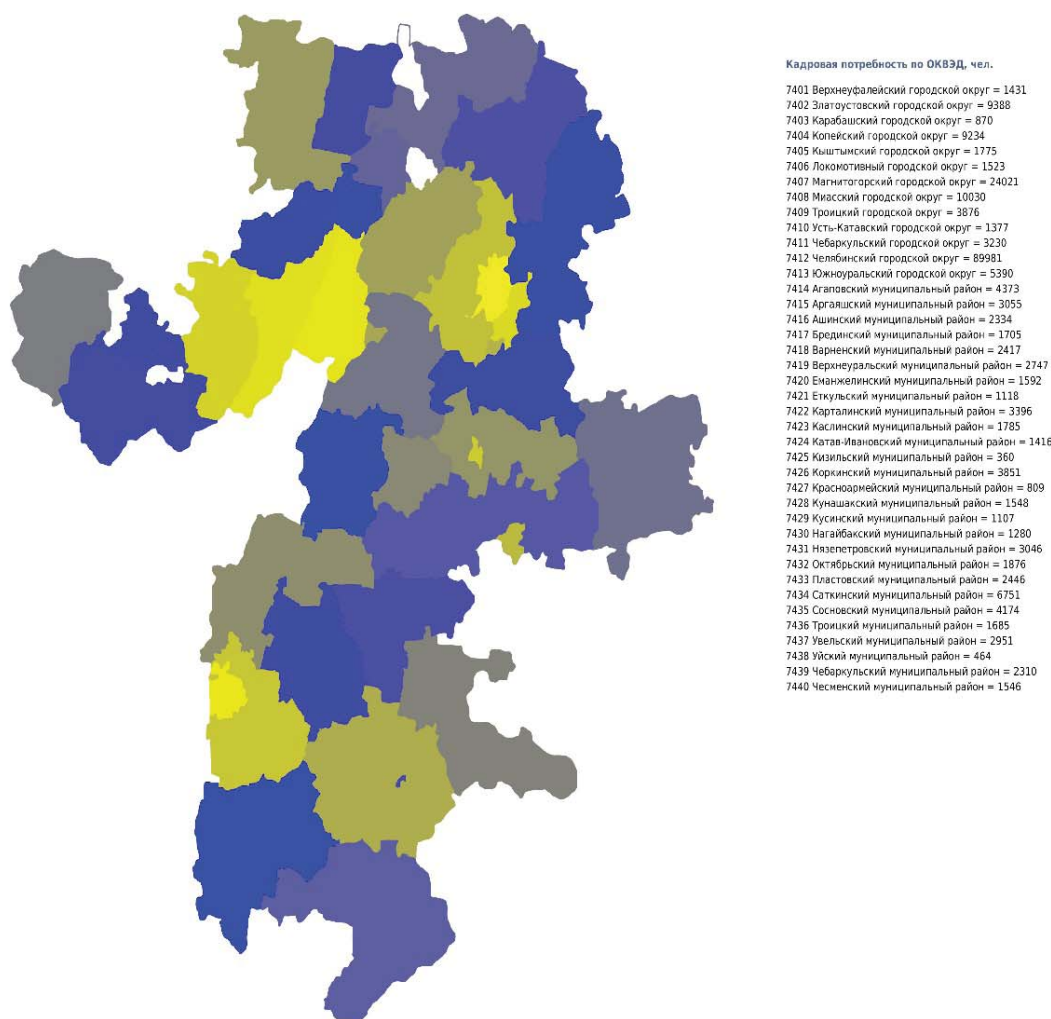 Кадровая потребность по ОКВЭД, чел.
7401 Верхнеуфалейский городской округ = 1431
7402 Златоустовский городской округ = 9388
7403 Карабашский городской округ = 870
7404 Копейский городской округ = 9234
7405 Кыштымский городской округ = 1775
7406 Локомотивный городской округ = 1523
7407 Магнитогорский городской округ = 24021
7408 Миасский городской округ = 10030
7409 Троицкий городской округ = 3876
7410 Усть-Катавский городской округ = 1377
7411 Чебаркульский городской округ = 3230
7412 Челябинский городской округ = 89981
7413 Южноуральский городской округ = 5390
7414 Агаповский муниципальный район = 4373
7415 Аргаяшский муниципальный район = 3055
7416 Ашинский муниципальный район = 2334
7417 Брединский муниципальный район = 1705
7418 Варненский муниципальный район = 2417
7419 Верхнеуральский муниципальный район = 2747
7420 Еманжелинский муниципальный район = 1592
7421 Еткульский муниципальный район = 1118
7422 Карталинский муниципальный район = 3396
7423 Каслинский муниципальный район = 1785
7424 Катав-Ивановский муниципальный район = 1416
7425 Кизильский муниципальный район = 360
7426 Коркинский муниципальный район = 3851
7427 Красноармейский муниципальный район = 809
7428 Кунашакский муниципальный район = 1548
7429 Кусинский муниципальный район = 1107
7430 Нагайбакский муниципальный район = 1280
7431 Нязепетровский муниципальный район = 3046
7432 Октябрьский муниципальный район = 1876
7433 Пластовский муниципальный район = 2446
7434 Саткинский муниципальный район = 6751
7435 Сосновский муниципальный район = 4174
7436 Троицкий муниципальный район = 1685
7437 Увельский муниципальный район = 2951
7438 Уйский муниципальный район = 464
7439 Чебаркульский муниципальный район = 2310
7440 Чесменский муниципальный район = 1546